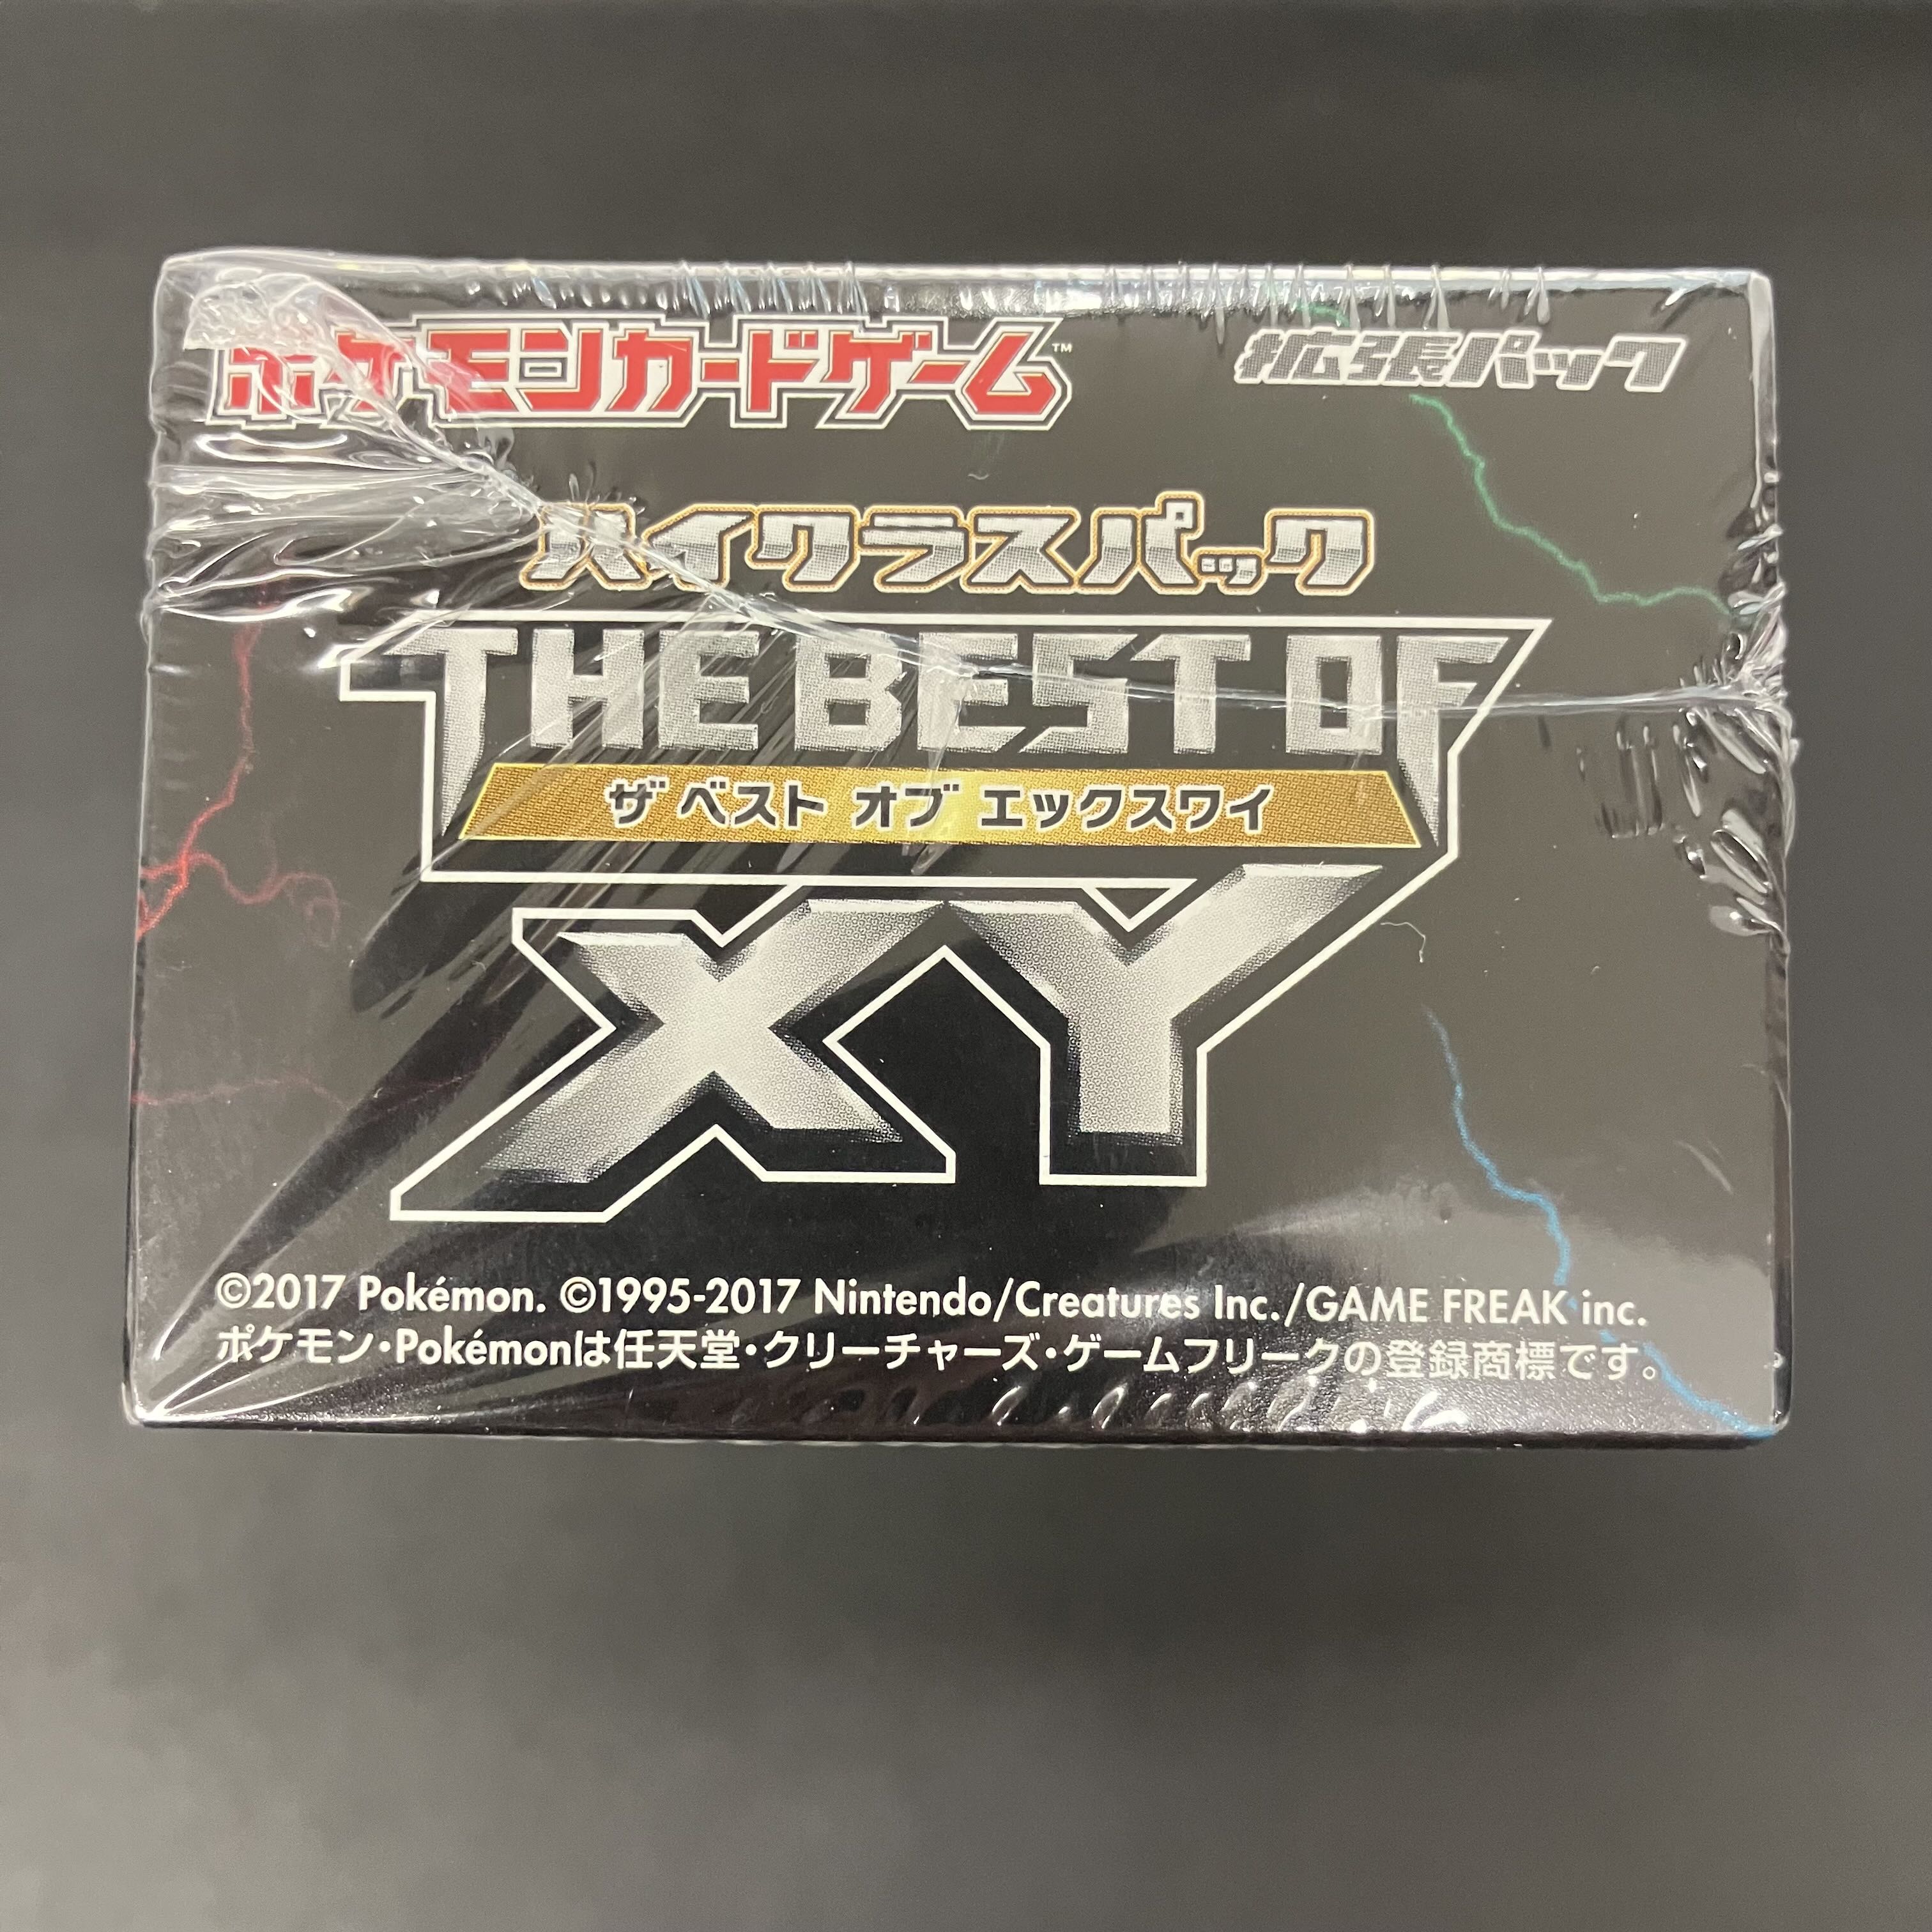 ポケモンカードゲーム™ 拡張パック
ハイクラスパック
THE BEST OF
ザ ベスト オブ エックスワイ
XY
©2017 Pokémon. ©1995-2017 Nintendo/Creatures Inc./GAME FREAK inc.
ポケモン・Pokémonは任天堂・クリーチャーズ・ゲームフリークの登録商標です。